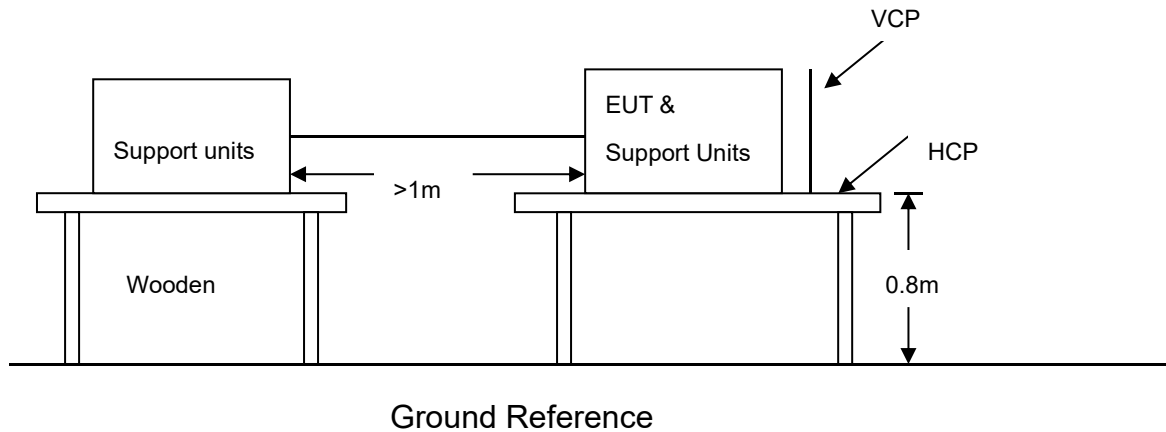 VCP
EUT &
Support Units
Support units
HCP
>1m
Wooden
0.8m
Ground Reference